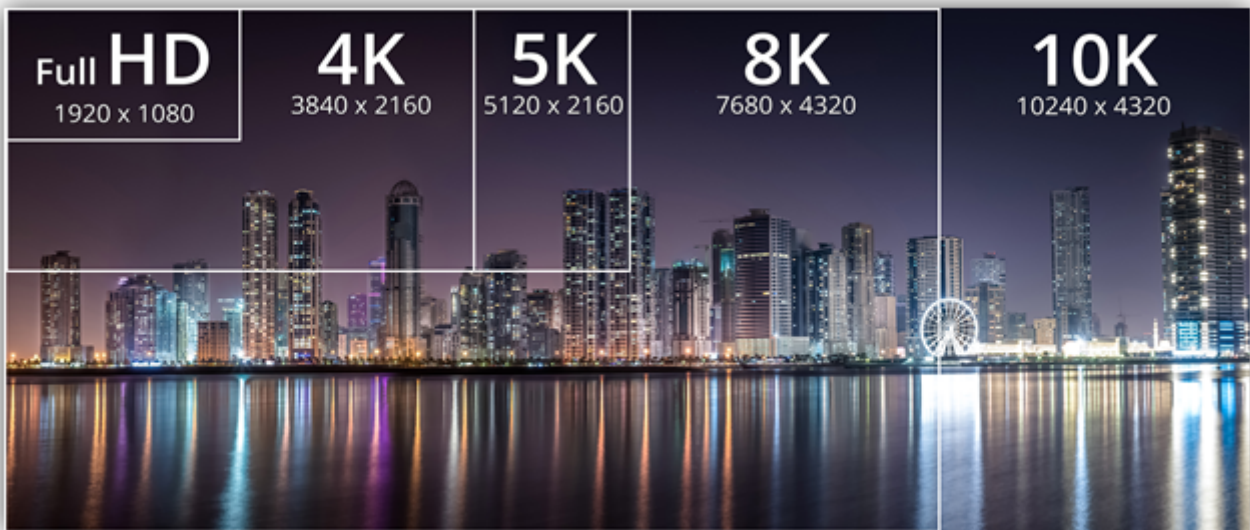 Full HD
1920 x 1080
4K
3840 x 2160
5K
5120 x 2160
8K
7680 x 4320
10K
10240 x 4320